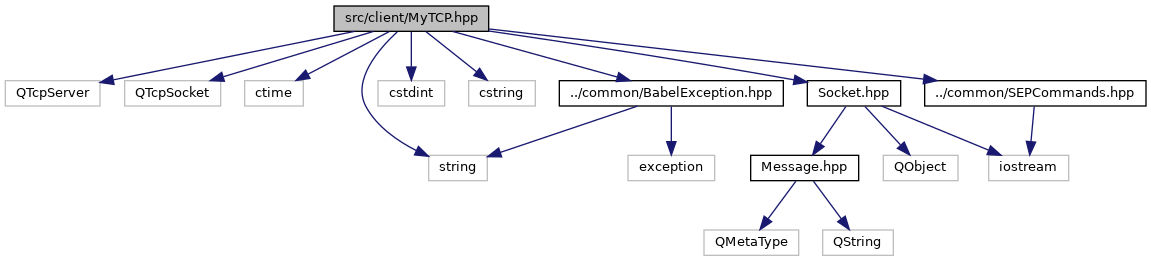 src/client/MyTCP.hpp
QTcpServer
QTcpSocket
ctime
cstdint
cstring
../common/BabelException.hpp
Socket.hpp
../common/SEPCommands.hpp
string
exception
Message.hpp
QObject
iostream
QMetaType
QString